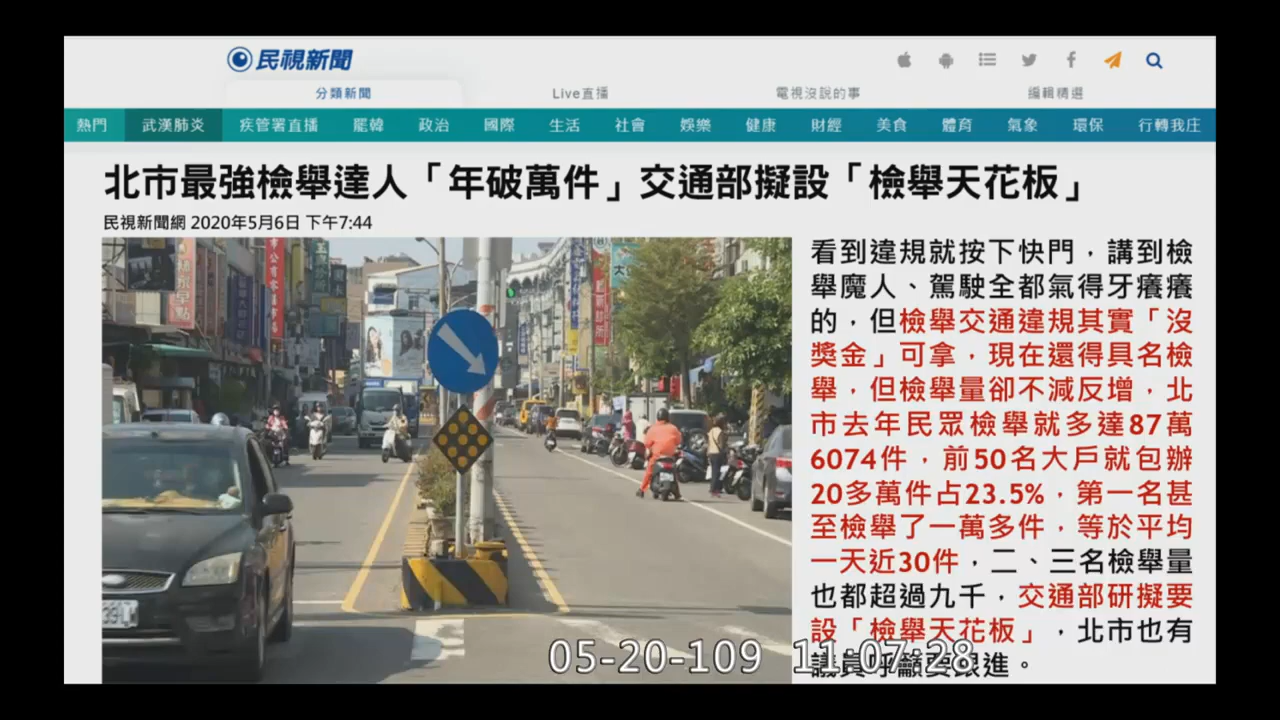 民視新聞
分類新聞 Live直播 電視沒說的事 編輯精選
熱門 武漢肺炎 疾管署直播 罷韓 政治 國際 生活 社會 娛樂 健康 財經 美食 體育 氣象 環保 行轉我庄
北市最強檢舉達人「年破萬件」交通部擬設「檢舉天花板」
民視新聞網 2020年5月6日 下午7:44
看到違規就按下快門，講到檢
舉魔人、駕駛全都氣得牙癢癢
的，但檢舉交通違規其實「沒
獎金」可拿，現在還得具名檢
舉，但檢舉量卻不減反增，北
市去年民眾檢舉就多達87萬
6074件，前50名大戶就包辦
20多萬件占23.5%，第一名甚
至檢舉了一萬多件，等於平均
一天近30件，二、三名檢舉量
也都超過九千，交通部研擬要
設「檢舉天花板」，北市也有
議員呼籲要跟進。
05-20-109 11:07:28